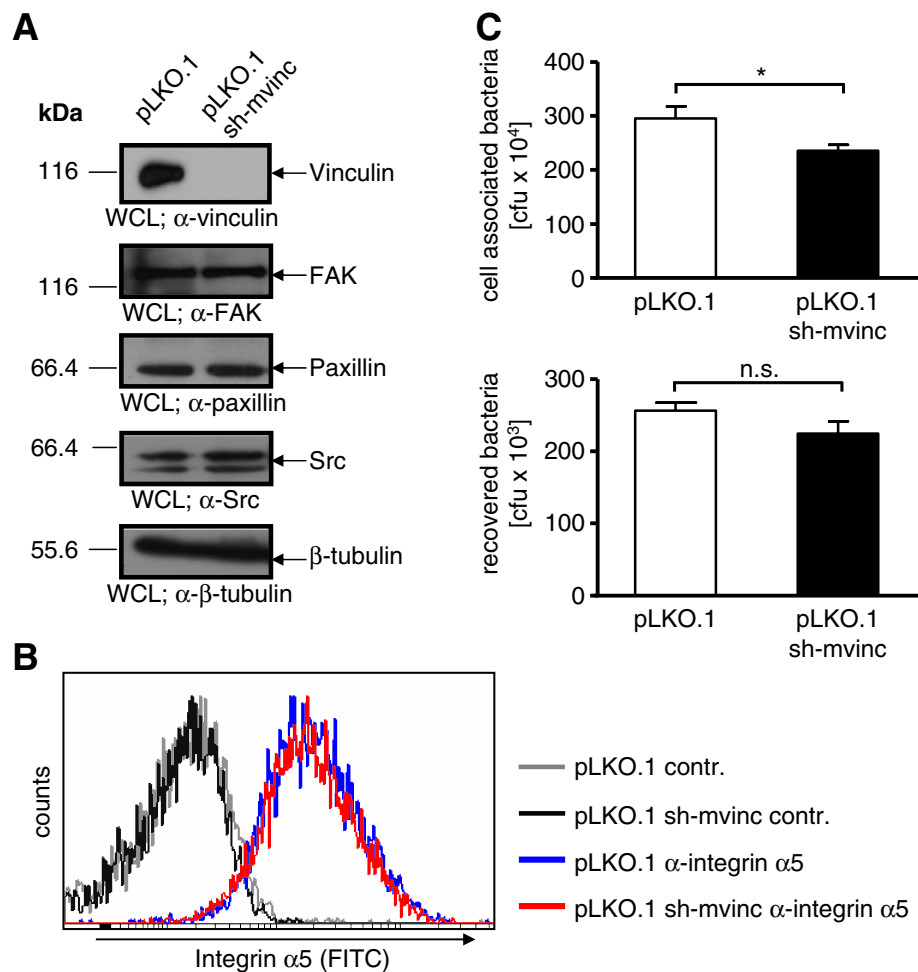 A
kDa
pLKO.1
pLKO.1
sh-mvinc
116
Vinculin
WCL; α-vinculin
FAK
116
WCL; α-FAK
66.4
Paxillin
WCL; α-paxillin
66.4
Src
WCL; α-Src
55.6
β-tubulin
WCL; α-β-tubulin
C
cell associated bacteria
[cfu x 10⁴]
400
300
200
100
0
*
pLKO.1
pLKO.1
sh-mvinc
recovered bacteria
[cfu x 10³]
300
200
100
0
n.s.
pLKO.1
pLKO.1
sh-mvinc
B
counts
Integrin α5 (FITC)
pLKO.1 contr.
pLKO.1 sh-mvinc contr.
pLKO.1 α-integrin α5
pLKO.1 sh-mvinc α-integrin α5